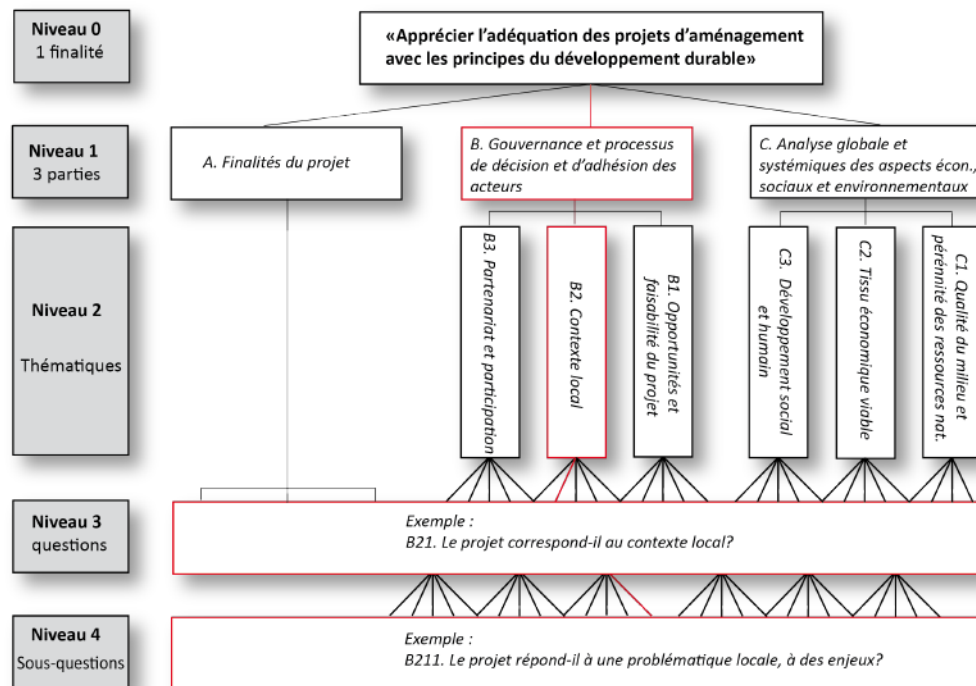 Niveau 0
1 finalité
«Apprécier l'adéquation des projets d'aménagement
avec les principes du développement durable»
Niveau 1
3 parties
A. Finalités du projet
B. Gouvernance et processus
de décision et d'adhésion des
acteurs
C. Analyse globale et
systémiques des aspects écon.,
sociaux et environnementaux
Niveau 2
Thématiques
B3. Partenariat et participation
B2. Contexte local
B1. Opportunités et
faisabilité du projet
C3. Développement social
et humain
C2. Tissu économique viable
C1. Qualité du milieu et
pérénnité des ressources nat.
Niveau 3
questions
Exemple :
B21. Le projet correspond-il au contexte local?
Niveau 4
Sous-questions
Exemple :
B211. Le projet répond-il à une problématique locale, à des enjeux?